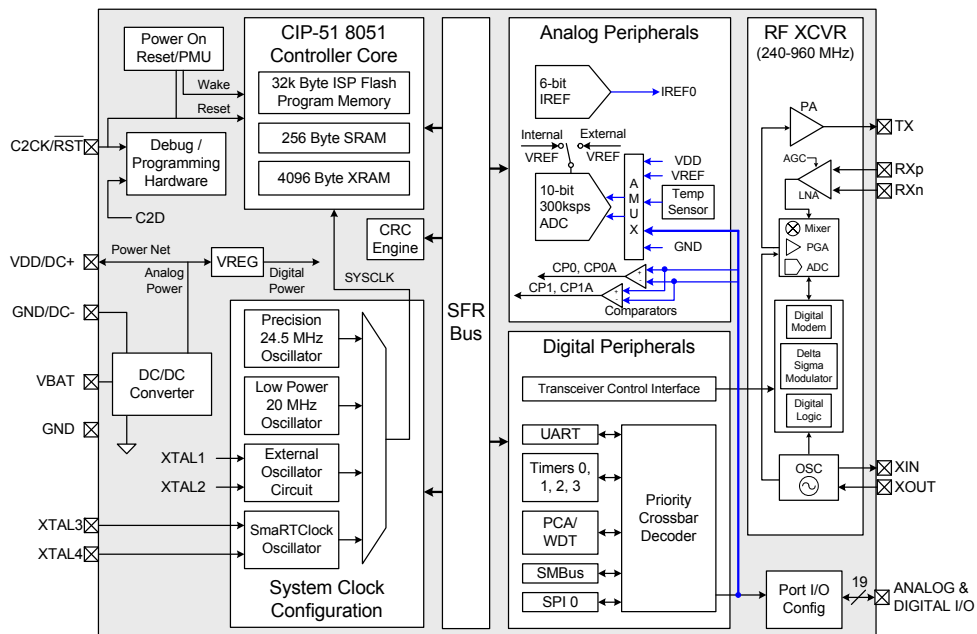 Power On
Reset/PMU
Wake
Reset
C2CK/RST
Debug /
Programming
Hardware
C2D
CIP-51 8051
Controller Core
32k Byte ISP Flash
Program Memory
256 Byte SRAM
4096 Byte XRAM
CRC
Engine
VDD/DC+
Power Net
Analog
Power
VREG
Digital
Power
SYSCLK
GND/DC-
VBAT
GND
DC/DC
Converter
Precision
24.5 MHz
Oscillator
Low Power
20 MHz
Oscillator
XTAL1
XTAL2
External
Oscillator
Circuit
XTAL3
XTAL4
SmaRTClock
Oscillator
System Clock
Configuration
SFR
Bus
Analog Peripherals
6-bit
IREF
IREF0
Internal
VREF
External
VREF
10-bit
300ksps
ADC
A
M
U
X
VDD
VREF
Temp
Sensor
GND
CP0, CP0A
CP1, CP1A
+
-
+
-
Comparators
Digital Peripherals
Transceiver Control Interface
UART
Timers 0,
1, 2, 3
PCA/
WDT
SMBus
SPI 0
Priority
Crossbar
Decoder
RF XCVR
(240-960 MHz)
PA
TX
AGC
LNA
RXp
RXn
Mixer
PGA
ADC
Digital
Modem
Delta
Sigma
Modulator
Digital
Logic
OSC
XIN
XOUT
Port I/O
Config
19
ANALOG &
DIGITAL I/O